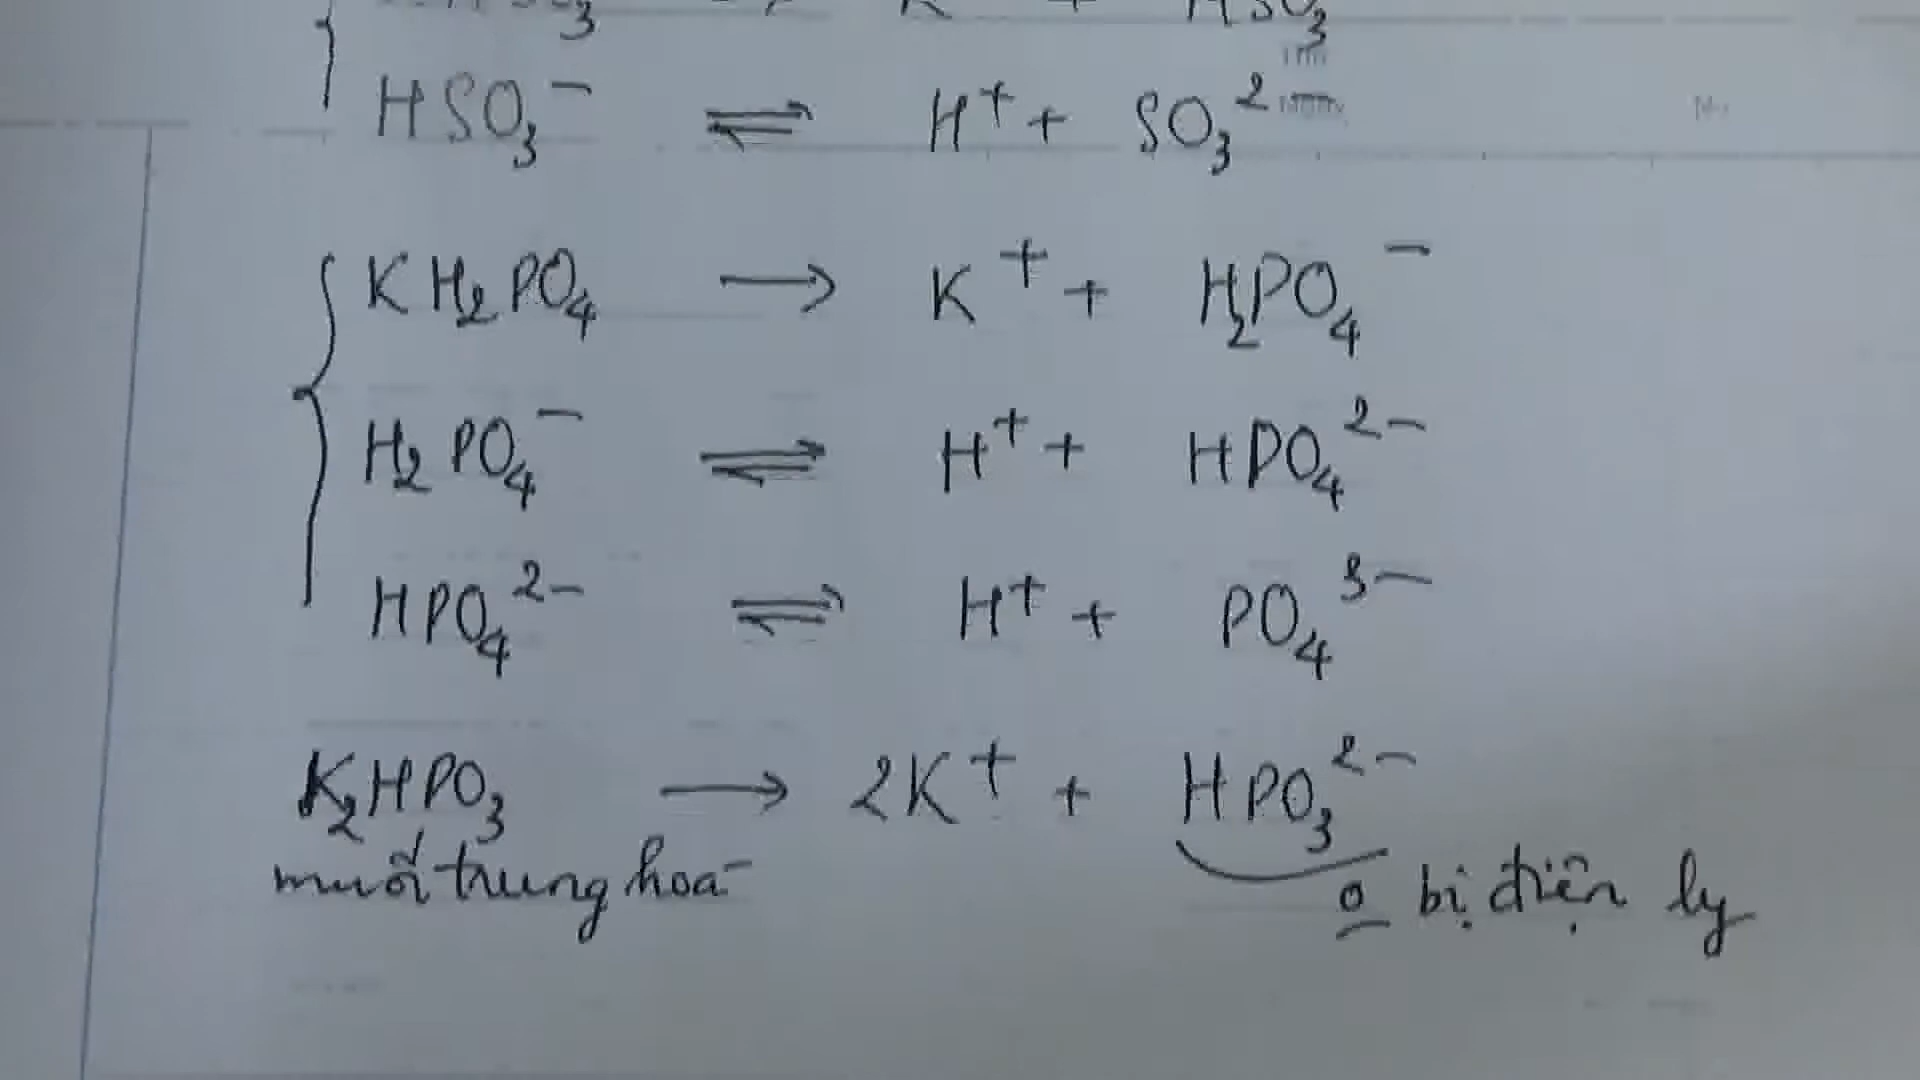 HSO₃⁻ ⇌ H⁺ + SO₃²⁻
KH₂PO₄ → K⁺ + H₂PO₄⁻
H₂PO₄⁻ ⇌ H⁺ + HPO₄²⁻
HPO₄²⁻ ⇌ H⁺ + PO₄³⁻
K₂HPO₃ → 2K⁺ + HPO₃²⁻
muối trung hoà
o bị điện ly